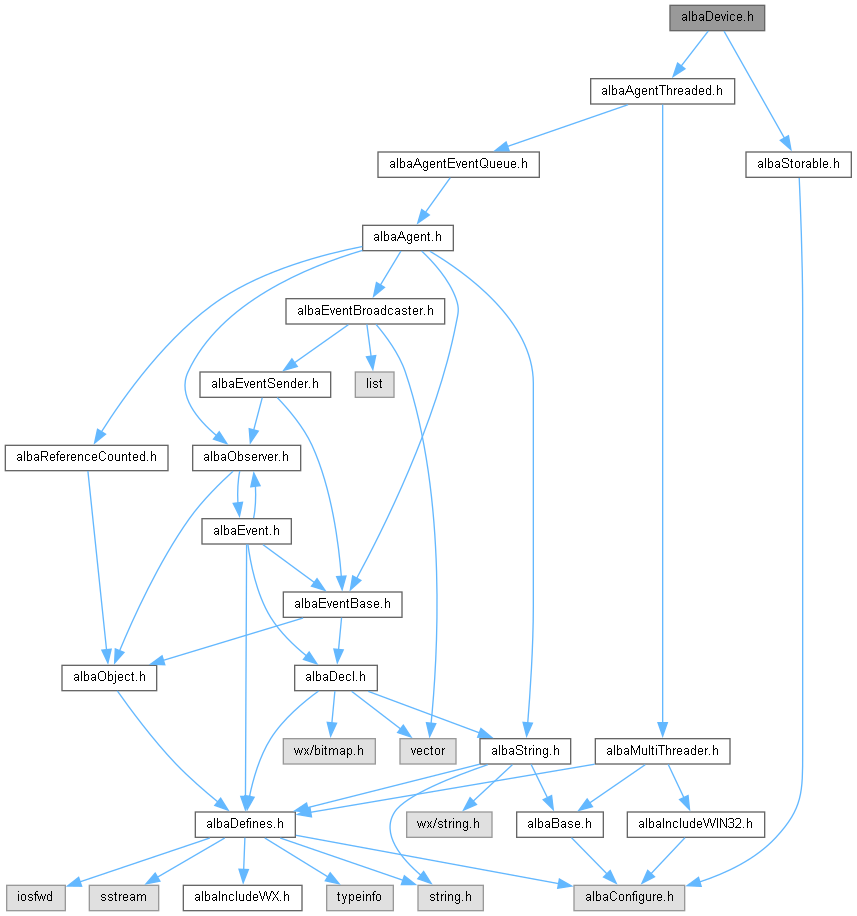 albaDevice.h
albaAgentThreaded.h
albaAgentEventQueue.h
albaStorable.h
albaAgent.h
albaEventBroadcaster.h
albaEventSender.h
list
albaReferenceCounted.h
albaObserver.h
albaEvent.h
albaEventBase.h
albaObject.h
albaDecl.h
wx/bitmap.h
vector
albaString.h
albaMultiThreader.h
albaDefines.h
wx/string.h
albaBase.h
albaIncludeWIN32.h
iosfwd
sstream
albaIncludeWX.h
typeinfo
string.h
albaConfigure.h